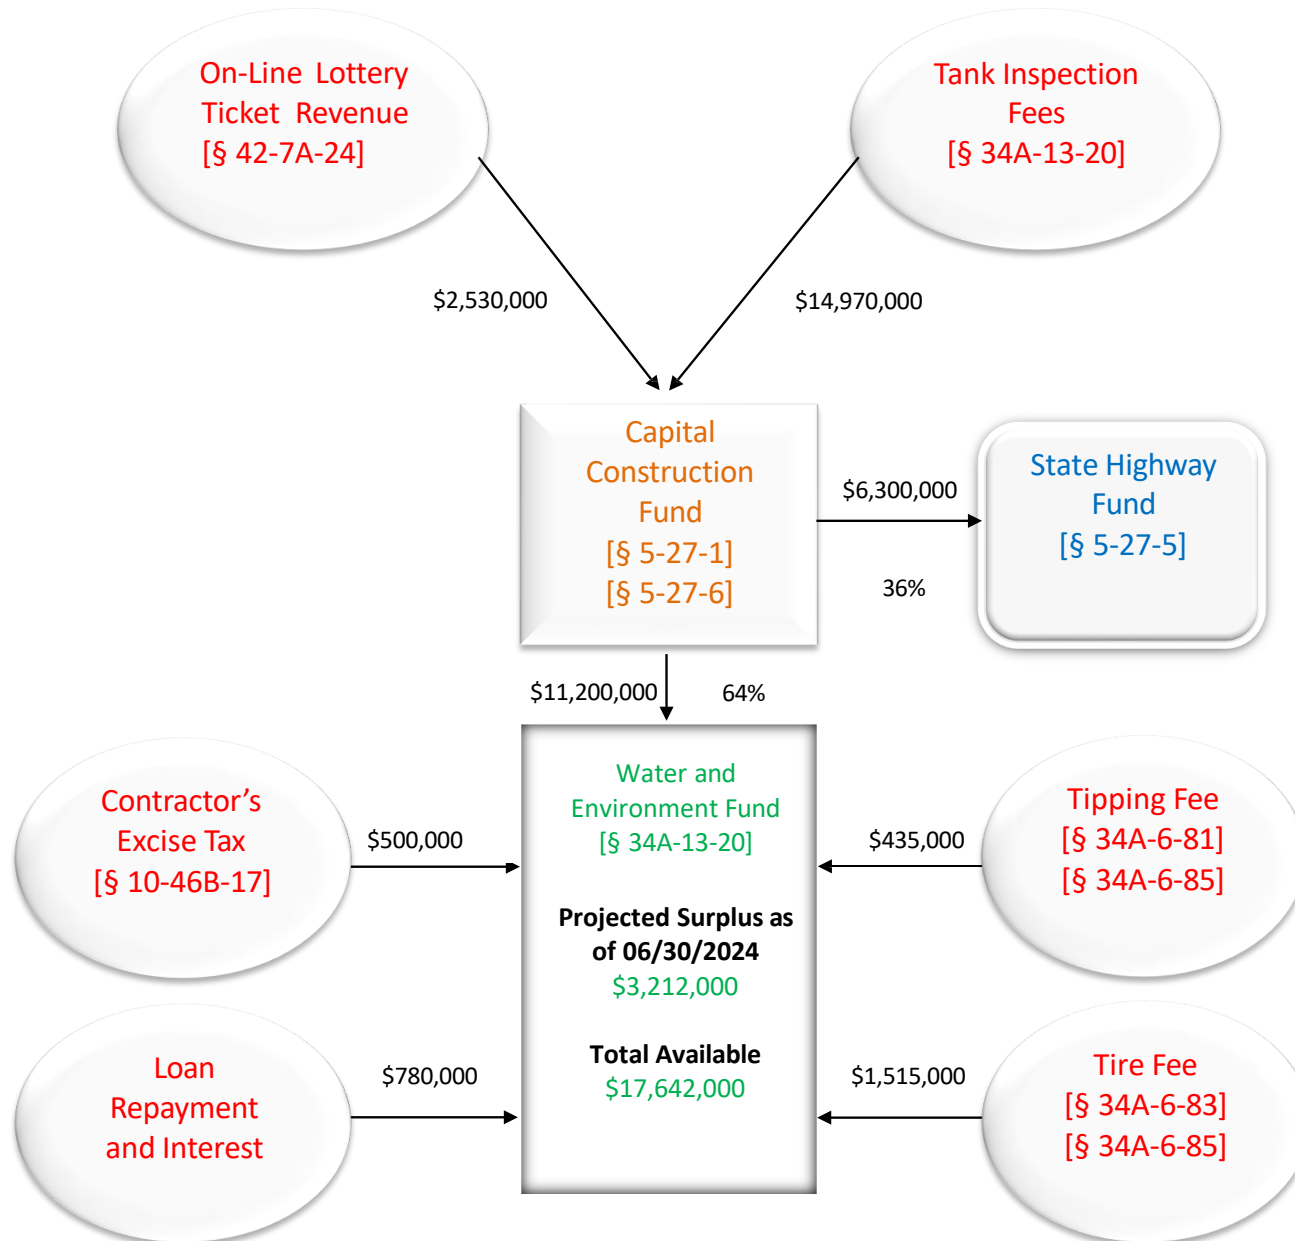 On-Line Lottery
Ticket Revenue
[§ 42-7A-24]
Tank Inspection
Fees
[§ 34A-13-20]
$2,530,000
$14,970,000
Capital
Construction
Fund
[§ 5-27-1]
[§ 5-27-6]
$6,300,000
36%
State Highway
Fund
[§ 5-27-5]
$11,200,000
64%
Contractor’s
Excise Tax
[§ 10-46B-17]
$500,000
Water and
Environment Fund
[§ 34A-13-20]
Projected Surplus as
of 06/30/2024
$3,212,000
Total Available
$17,642,000
$435,000
Tipping Fee
[§ 34A-6-81]
[§ 34A-6-85]
Loan
Repayment
and Interest
$780,000
$1,515,000
Tire Fee
[§ 34A-6-83]
[§ 34A-6-85]